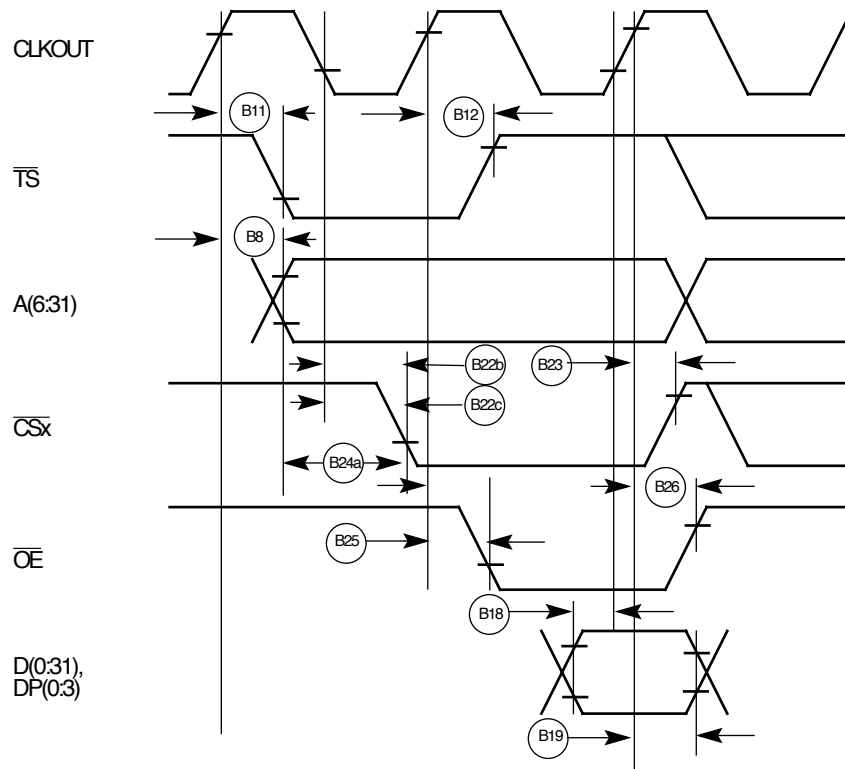 CLKOUT
B11
B12
TS
B8
A(6:31)
B22b
B23
B22c
CSx
B24a
B26
B25
OE
B18
D(0:31),
DP(0:3)
B19